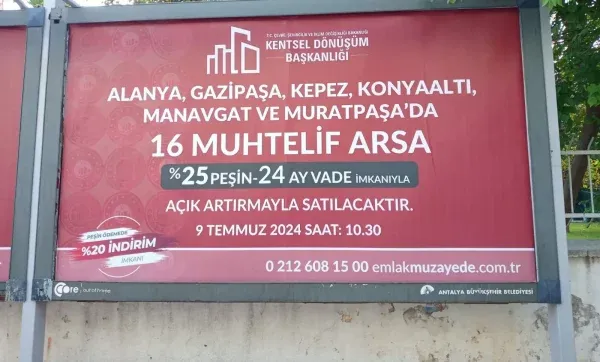 T.C. ÇEVRE, ŞEHİRCİLİK VE İKLİM DEĞİŞİKLİĞİ BAKANLIĞI
KENTSEL DÖNÜŞÜM
BAŞKANLIĞI
ALANYA, GAZİPAŞA, KEPEZ, KONYAALTI,
MANAVGAT VE MURATPAŞA’DA
16 MUHTELİF ARSA
%25 PEŞİN-24 AY VADE İMKANIYLA
AÇIK ARTIRMAYLA SATILACAKTIR.
9 TEMMUZ 2024 SAAT: 10.30
PEŞİN ÖDEMEDE
%20 İNDİRİM
İMKANI
0 212 608 15 00 emlakmuzayede.com.tr
Core
ANTALYA BÜYÜKŞEHİR BELEDİYESİ